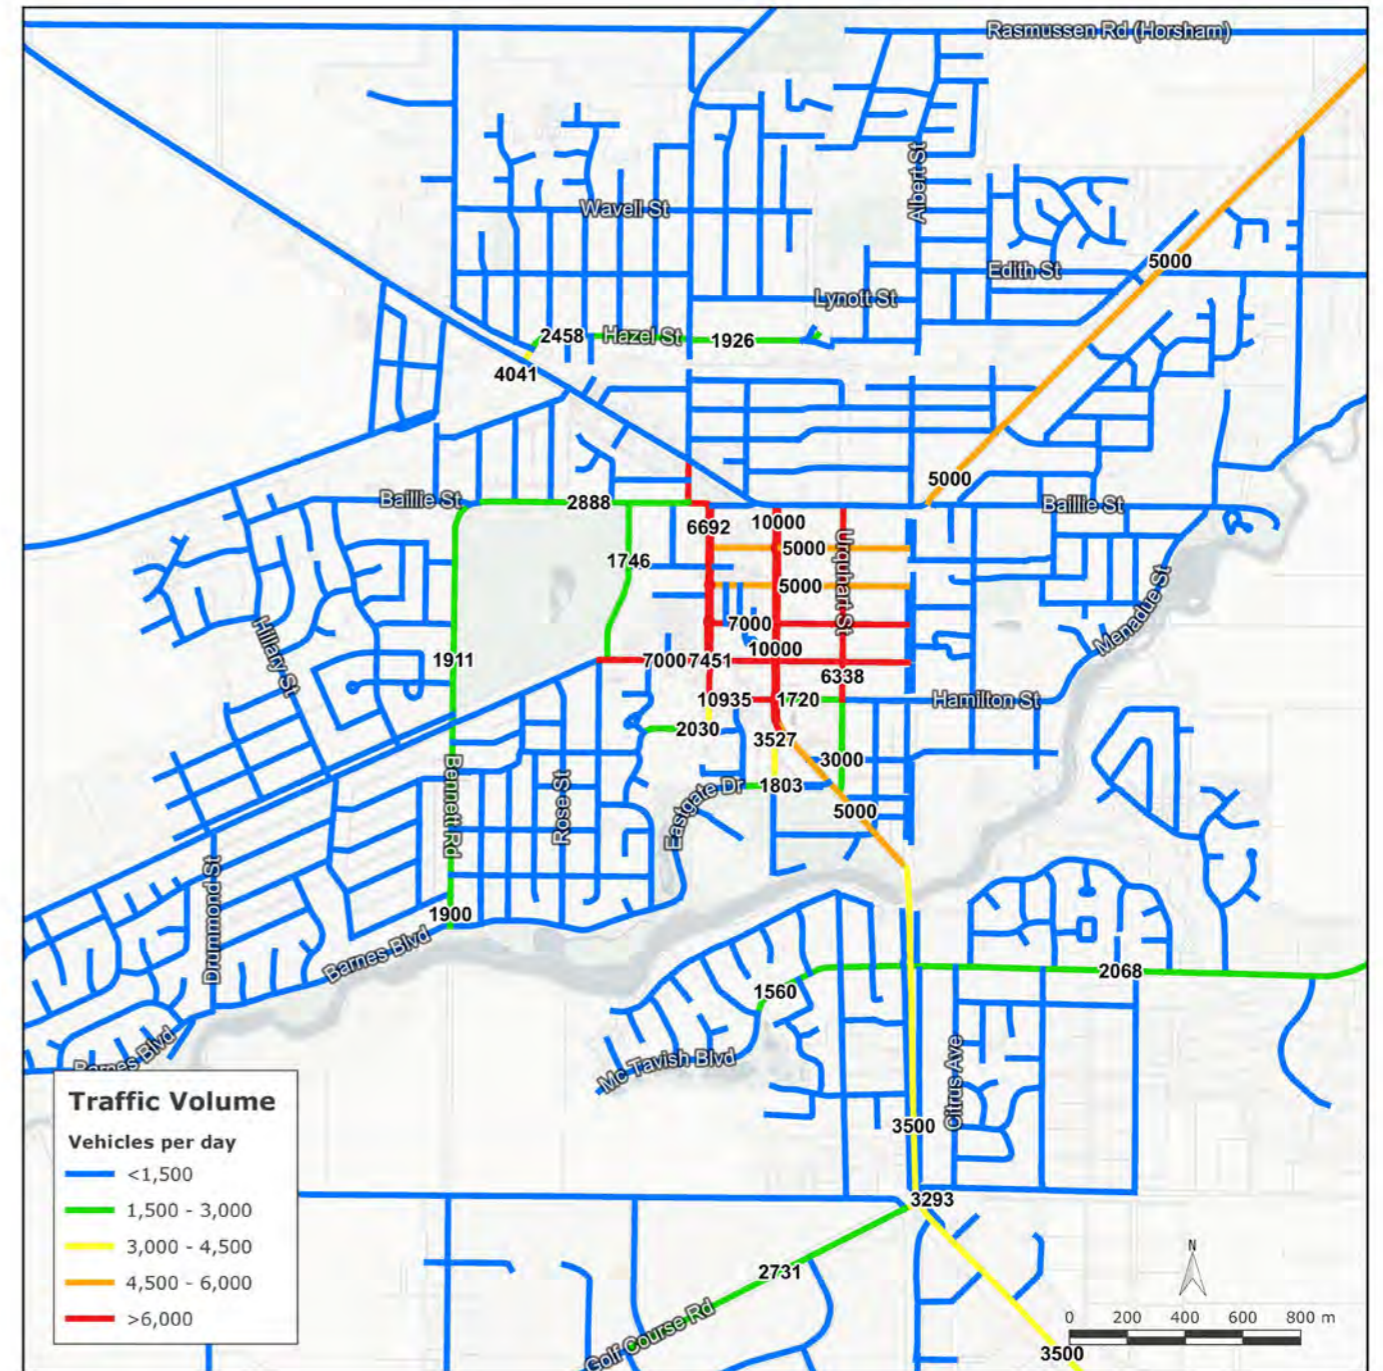 Rasmussen Rd (Horsham)
Albert St
Wavell St
5000
Edith St
Lynott St
2458
Hazel St
1926
4041
5000
Baillie St
2888
Baillie St
6692
10000
5000
Urquhart St
1746
5000
Menadue St
7000
Hillary St
1911
7000
7451
10000
6338
10935
1720
Hamilton St
2030
3527
3000
Bennett Rd
Rose St
Eastgate Dr
1803
5000
Drummond St
1900
Barnes Blvd
2068
1560
Barnes Blvd
Mc Tavish Blvd
Citrus Ave
3500
Traffic Volume
Vehicles per day
<1,500
1,500 - 3,000
3,000 - 4,500
4,500 - 6,000
>6,000
3293
2731
Golf Course Rd
N
0 200 400 600 800 m
3500